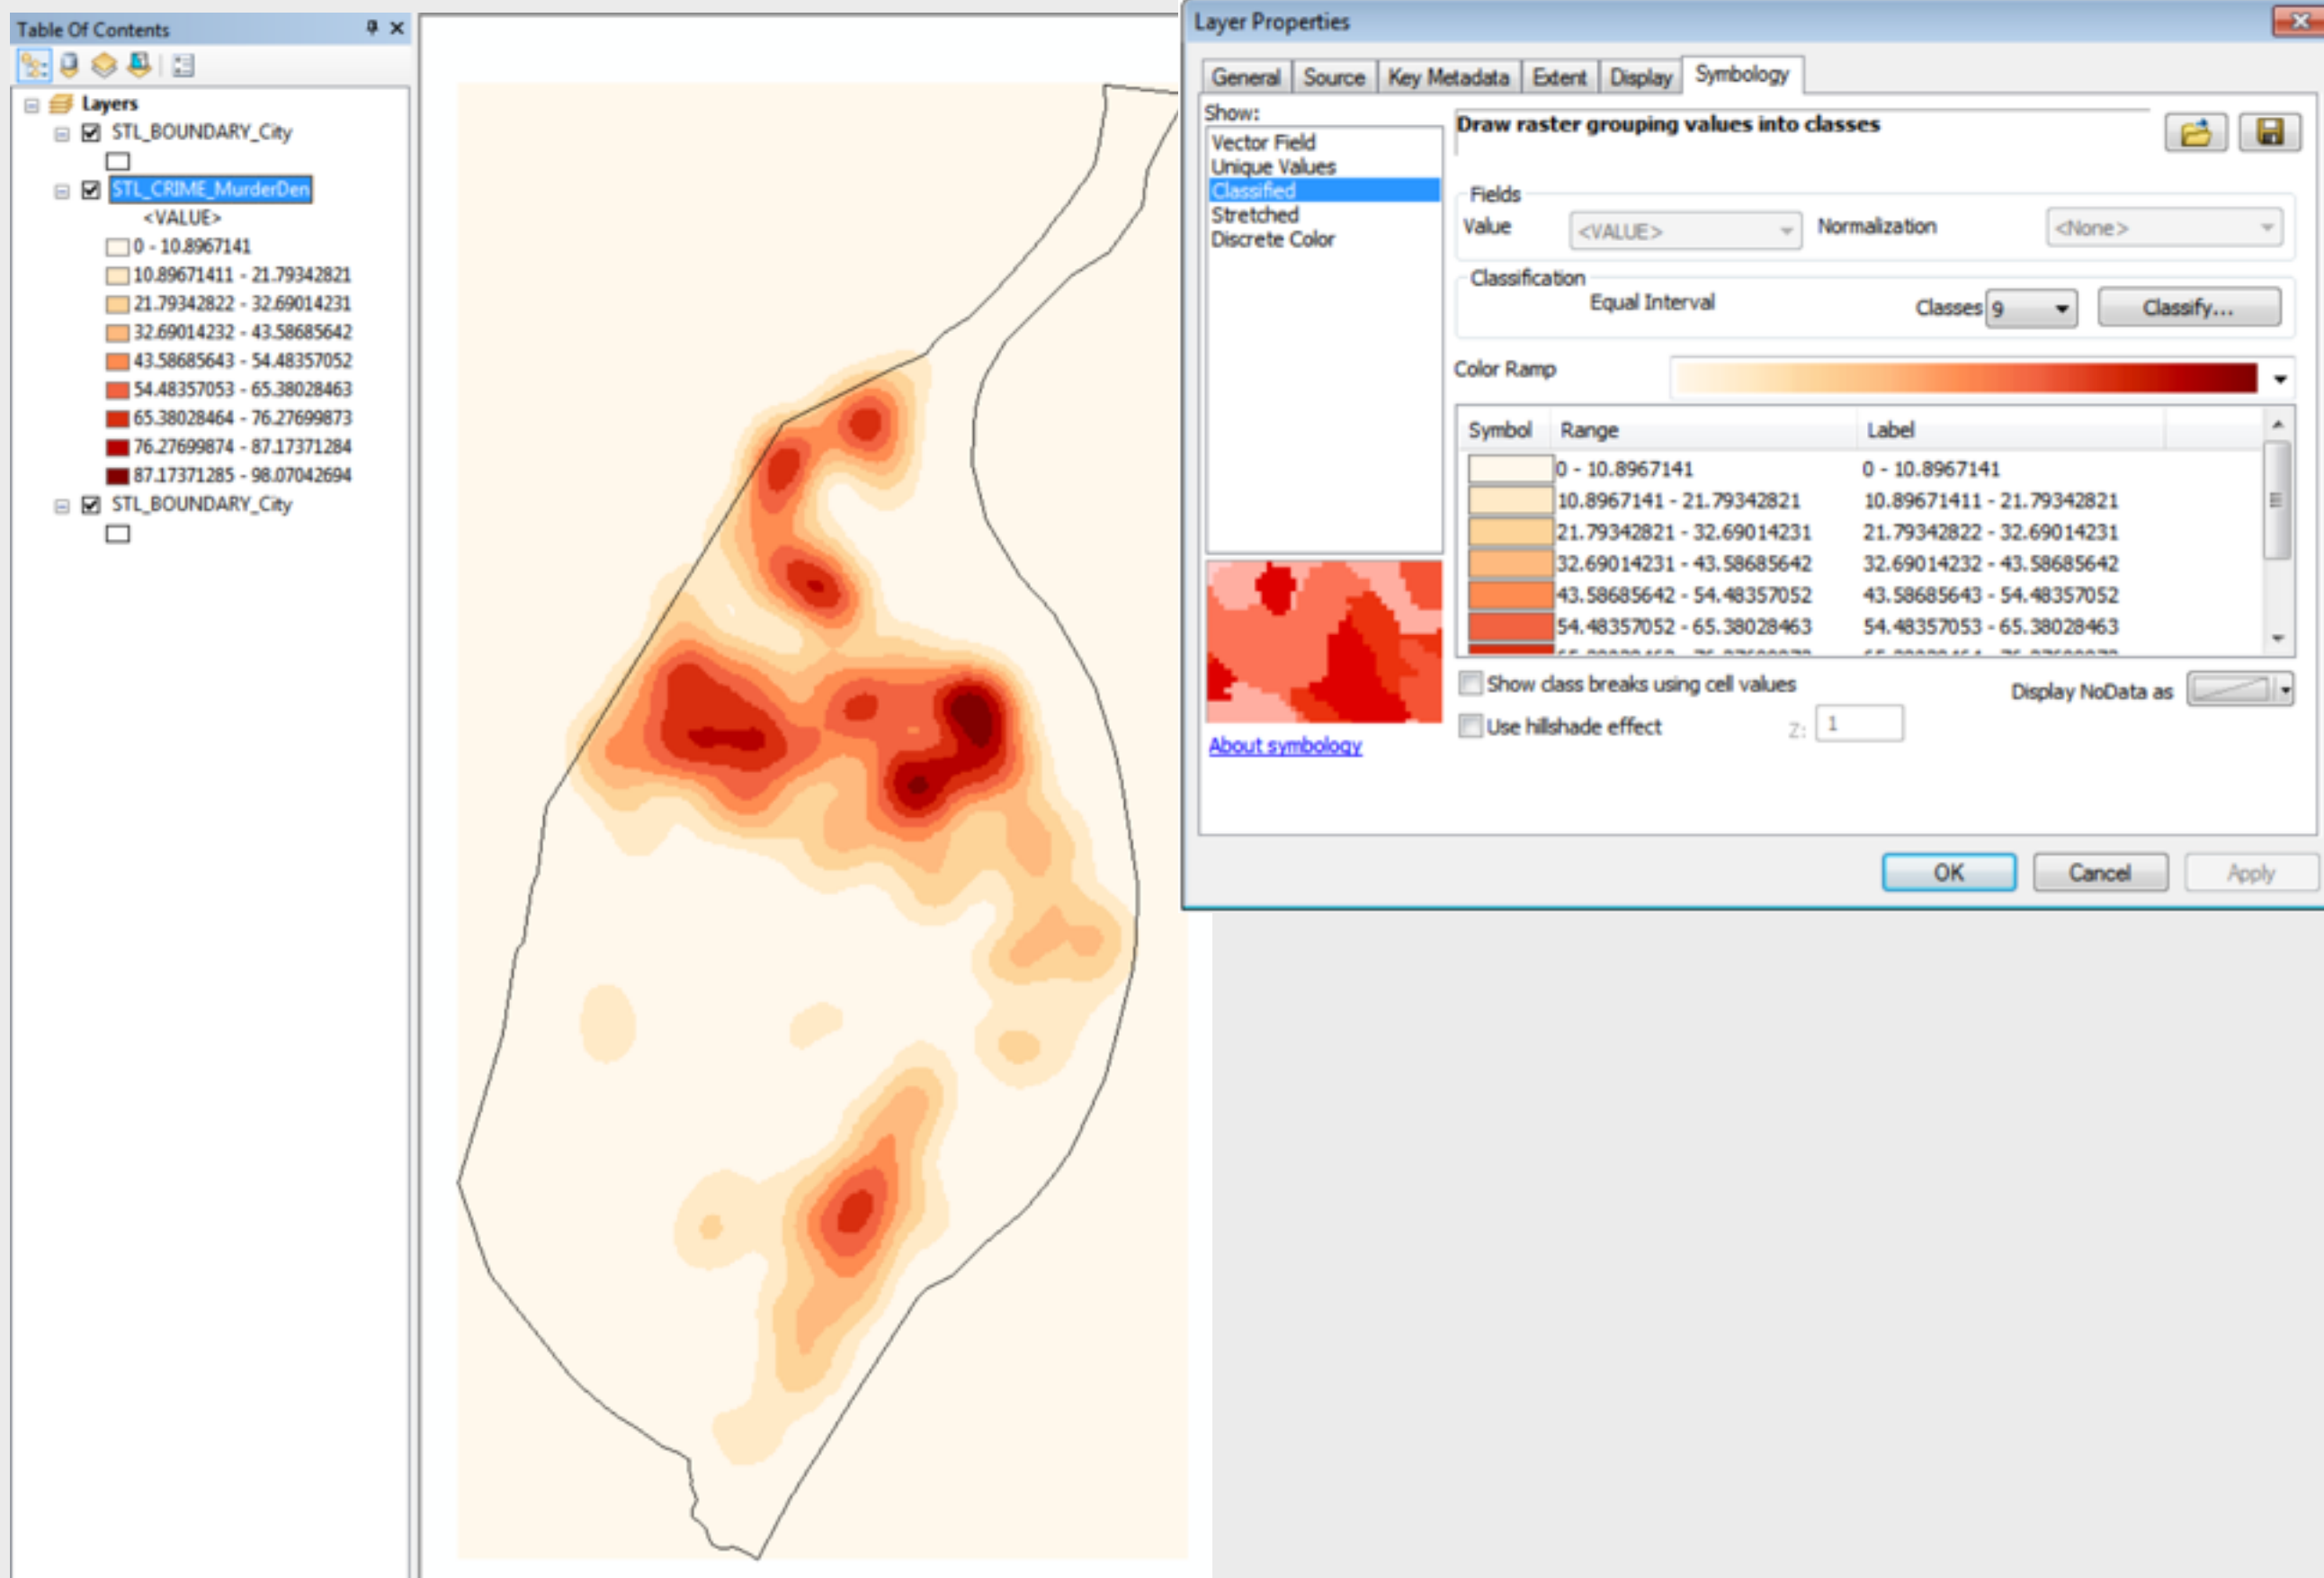 Table Of Contents
Layers
STL_BOUNDARY_City
STL_CRIME_MurderDen
<VALUE>
0 - 10.8967141
10.89671411 - 21.79342821
21.79342822 - 32.69014231
32.69014232 - 43.58685642
43.58685643 - 54.48357052
54.48357053 - 65.38028463
65.38028464 - 76.27699873
76.27699874 - 87.17371284
87.17371285 - 98.07042694
STL_BOUNDARY_City
Layer Properties
General Source Key Metadata Extent Display Symbology
Show:
Vector Field
Unique Values
Classified
Stretched
Discrete Color
About symbology
Draw raster grouping values into classes
Fields
Value <VALUE> Normalization <None>
Classification
Equal Interval Classes 9 Classify...
Color Ramp
Symbol Range Label
0 - 10.8967141 0 - 10.8967141
10.8967141 - 21.79342821 10.89671411 - 21.79342821
21.79342821 - 32.69014231 21.79342822 - 32.69014231
32.69014231 - 43.58685642 32.69014232 - 43.58685642
43.58685642 - 54.48357052 43.58685643 - 54.48357052
54.48357052 - 65.38028463 54.48357053 - 65.38028463
Show class breaks using cell values Display NoData as
Use hillshade effect Z: 1
OK Cancel Apply